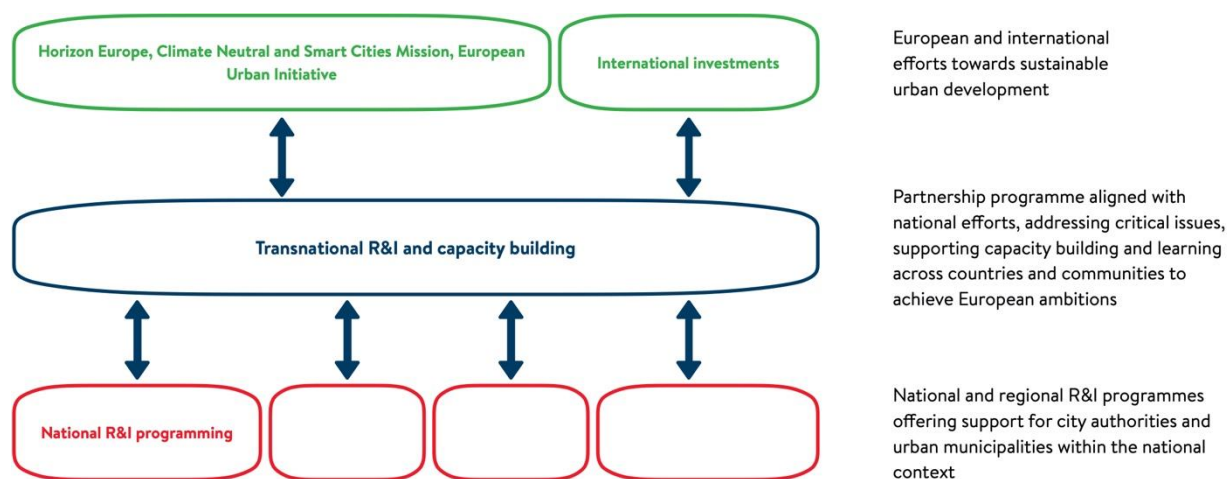 Horizon Europe, Climate Neutral and Smart Cities Mission, European
Urban Initiative
International investments
European and international
efforts towards sustainable
urban development
Transnational R&I and capacity building
Partnership programme aligned with
national efforts, addressing critical issues,
supporting capacity building and learning
across countries and communities to
achieve European ambitions
National R&I programming
National and regional R&I programmes
offering support for city authorities and
urban municipalities within the national
context